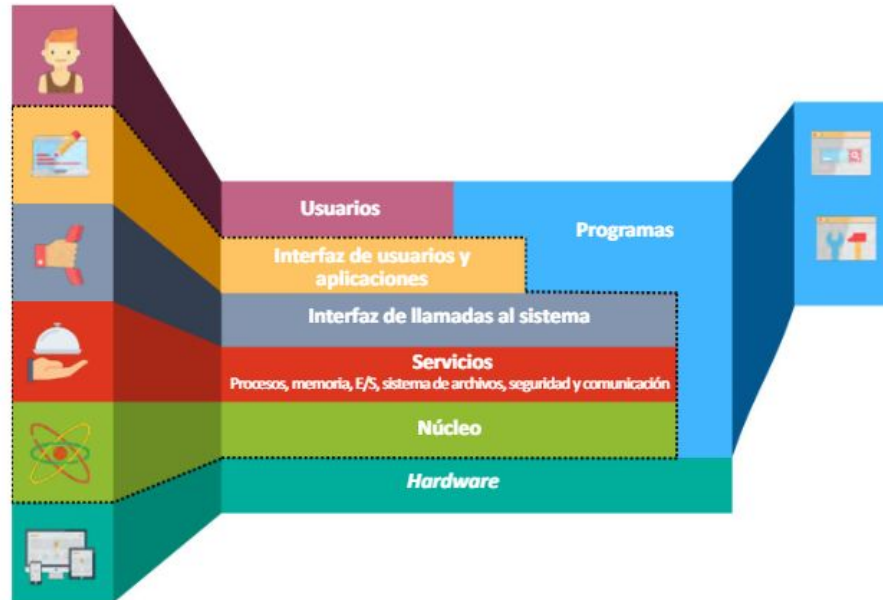 Usuarios
Programas
Interfaz de usuarios y
aplicaciones
Interfaz de llamadas al sistema
Servicios
Procesos, memoria, E/S, sistema de archivos, seguridad y comunicación
Núcleo
Hardware